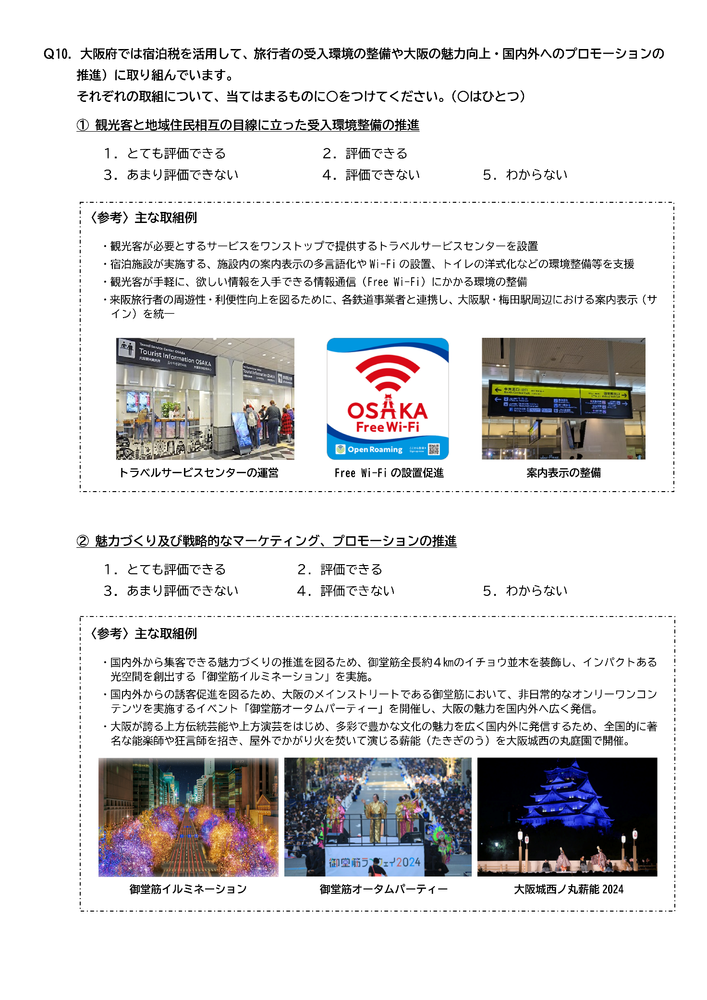 Q10．大阪府では宿泊税を活用して、旅行者の受入環境の整備や大阪の魅力向上・国内外へのプロモーションの
推進）に取り組んでいます。
それぞれの取組について、当てはまるものに〇をつけてください。（〇はひとつ）
① 観光客と地域住民相互の目線に立った受入環境整備の推進
１．とても評価できる　２．評価できる
３．あまり評価できない　４．評価できない　５．わからない
〈参考〉主な取組例
・観光客が必要とするサービスをワンストップで提供するトラベルサービスセンターを設置
・宿泊施設が実施する、施設内の案内表示の多言語化や Wi-Fi の設置、トイレの洋式化などの環境整備等を支援
・観光客が手軽に、欲しい情報を入手できる情報通信（Free Wi-Fi）にかかる環境の整備
・来阪旅行者の周遊性・利便性向上を図るために、各鉄道事業者と連携し、大阪駅・梅田駅周辺における案内表示（サ
イン）を統一
Travel Service Center OSAKA
Tourist Information OSAKA
大阪観光案内所
Tourist Information OSAKA
OSAKA
Free Wi-Fi
Open Roaming
ここから登録
Sign up now
中央北口
North Central Exit
トラベルサービスセンターの運営　Free Wi-Fi の設置促進　案内表示の整備
② 魅力づくり及び戦略的なマーケティング、プロモーションの推進
１．とても評価できる　２．評価できる
３．あまり評価できない　４．評価できない　５．わからない
〈参考〉主な取組例
・国内外から集客できる魅力づくりの推進を図るため、御堂筋全長約４㎞のイチョウ並木を装飾し、インパクトある
光空間を創出する「御堂筋イルミネーション」を実施。
・国内外からの誘客促進を図るため、大阪のメインストリートである御堂筋において、非日常的なオンリーワンコン
テンツを実施するイベント「御堂筋オータムパーティー」を開催し、大阪の魅力を国内外へ広く発信。
・大阪が誇る上方伝統芸能や上方演芸をはじめ、多彩で豊かな文化の魅力を広く国内外に発信するため、全国的に著
名な能楽師や狂言師を招き、屋外でかがり火を焚いて演じる薪能（たきぎのう）を大阪城西の丸庭園で開催。
御堂筋ランウェイ2024
御堂筋イルミネーション　御堂筋オータムパーティー　大阪城西ノ丸薪能 2024